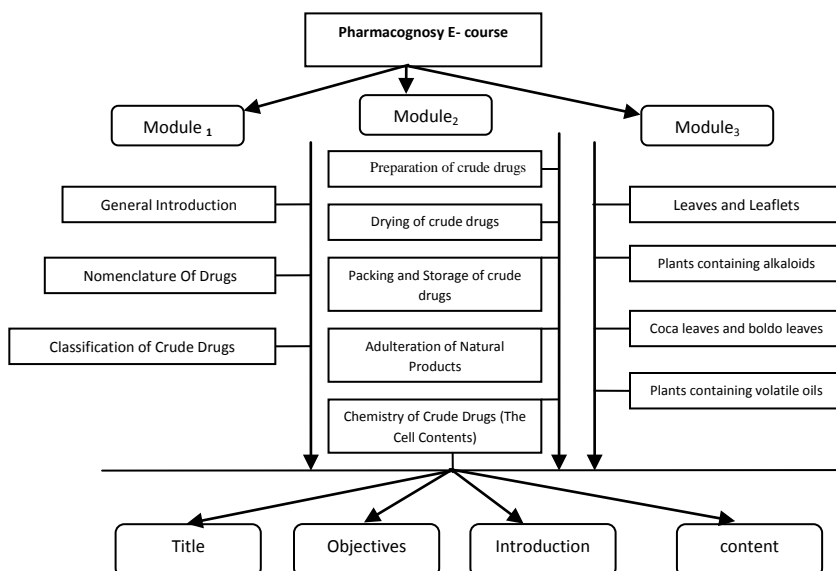 Pharmacognosy E- course
Module 1
Module2
Module3
General Introduction
Nomenclature Of Drugs
Classification of Crude Drugs
Preparation of crude drugs
Drying of crude drugs
Packing and Storage of crude
drugs
Adulteration of Natural
Products
Chemistry of Crude Drugs (The
Cell Contents)
Leaves and Leaflets
Plants containing alkaloids
Coca leaves and boldo leaves
Plants containing volatile oils
Title
Objectives
Introduction
content